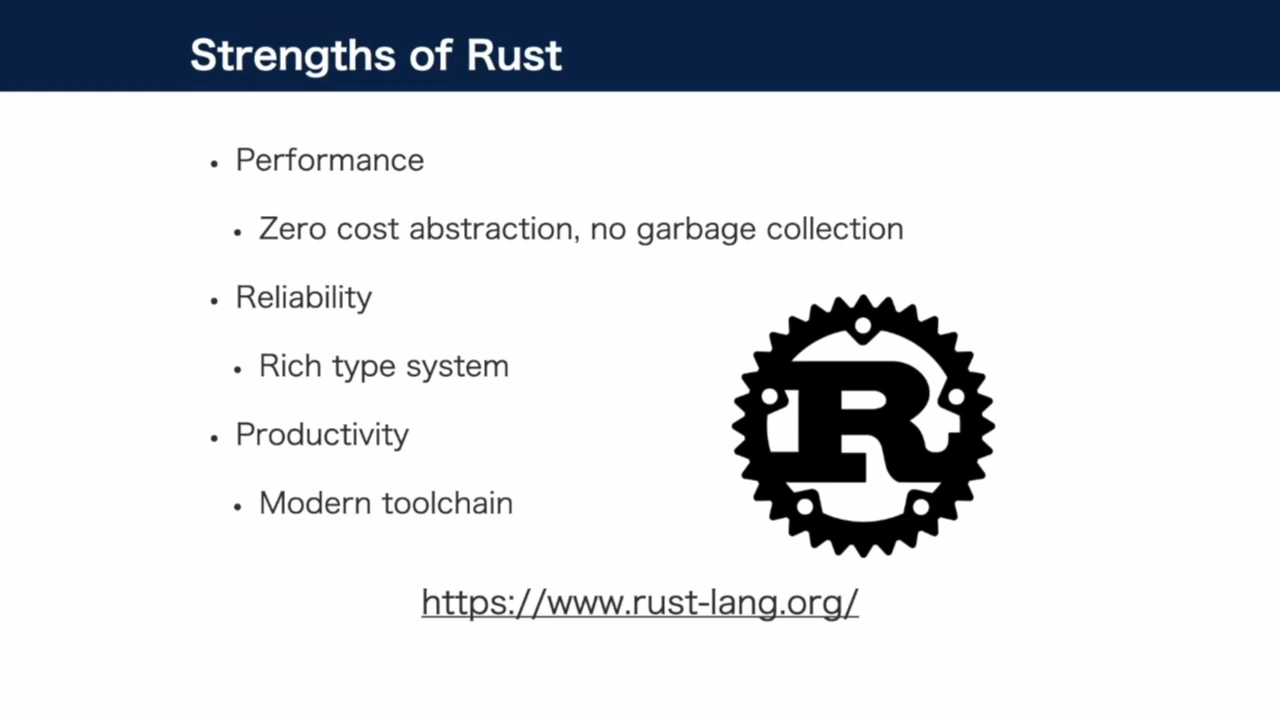 Strengths of Rust
• Performance
• Zero cost abstraction, no garbage collection
• Reliability
• Rich type system
• Productivity
• Modern toolchain
R
https://www.rust-lang.org/